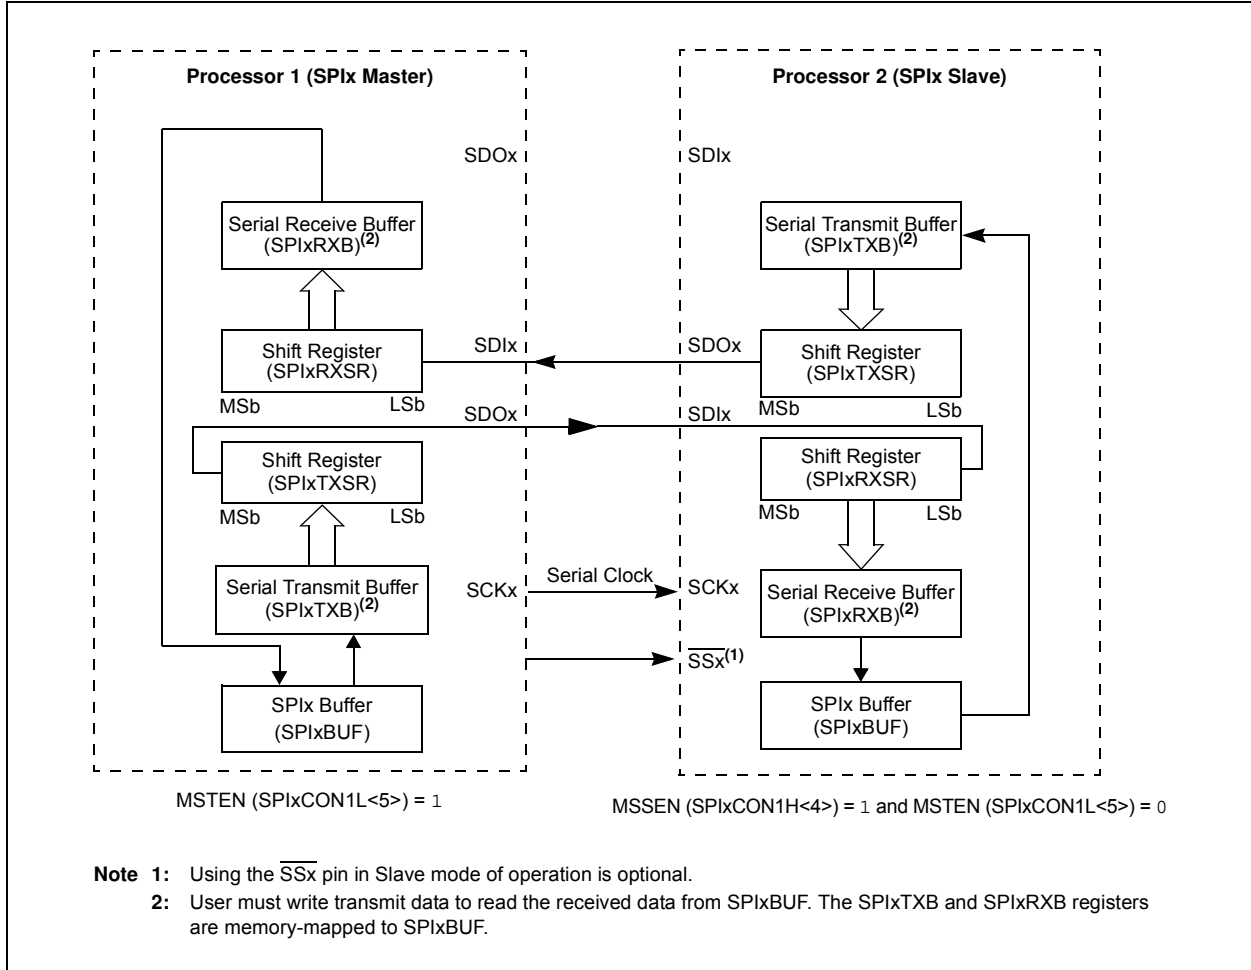 Processor 1 (SPIx Master)
SDOx
Serial Receive Buffer
(SPIxRXB)(2)
Shift Register
(SPIxRXSR)
MSb
LSb
SDIx
SDOx
Shift Register
(SPIxTXSR)
MSb
LSb
Serial Transmit Buffer
(SPIxTXB)(2)
SCKx
SPIx Buffer
(SPIxBUF)
MSTEN (SPIxCON1L<5>) = 1
Serial Clock
Processor 2 (SPIx Slave)
SDIx
Serial Transmit Buffer
(SPIxTXB)(2)
SDOx
Shift Register
(SPIxTXSR)
MSb
LSb
SDIx
Shift Register
(SPIxRXSR)
MSb
LSb
SCKx
Serial Receive Buffer
(SPIxRXB)(2)
SSx(1)
SPIx Buffer
(SPIxBUF)
MSSEN (SPIxCON1H<4>) = 1 and MSTEN (SPIxCON1L<5>) = 0
Note 1: Using the SSx pin in Slave mode of operation is optional.
2: User must write transmit data to read the received data from SPIxBUF. The SPIxTXB and SPIxRXB registers
are memory-mapped to SPIxBUF.